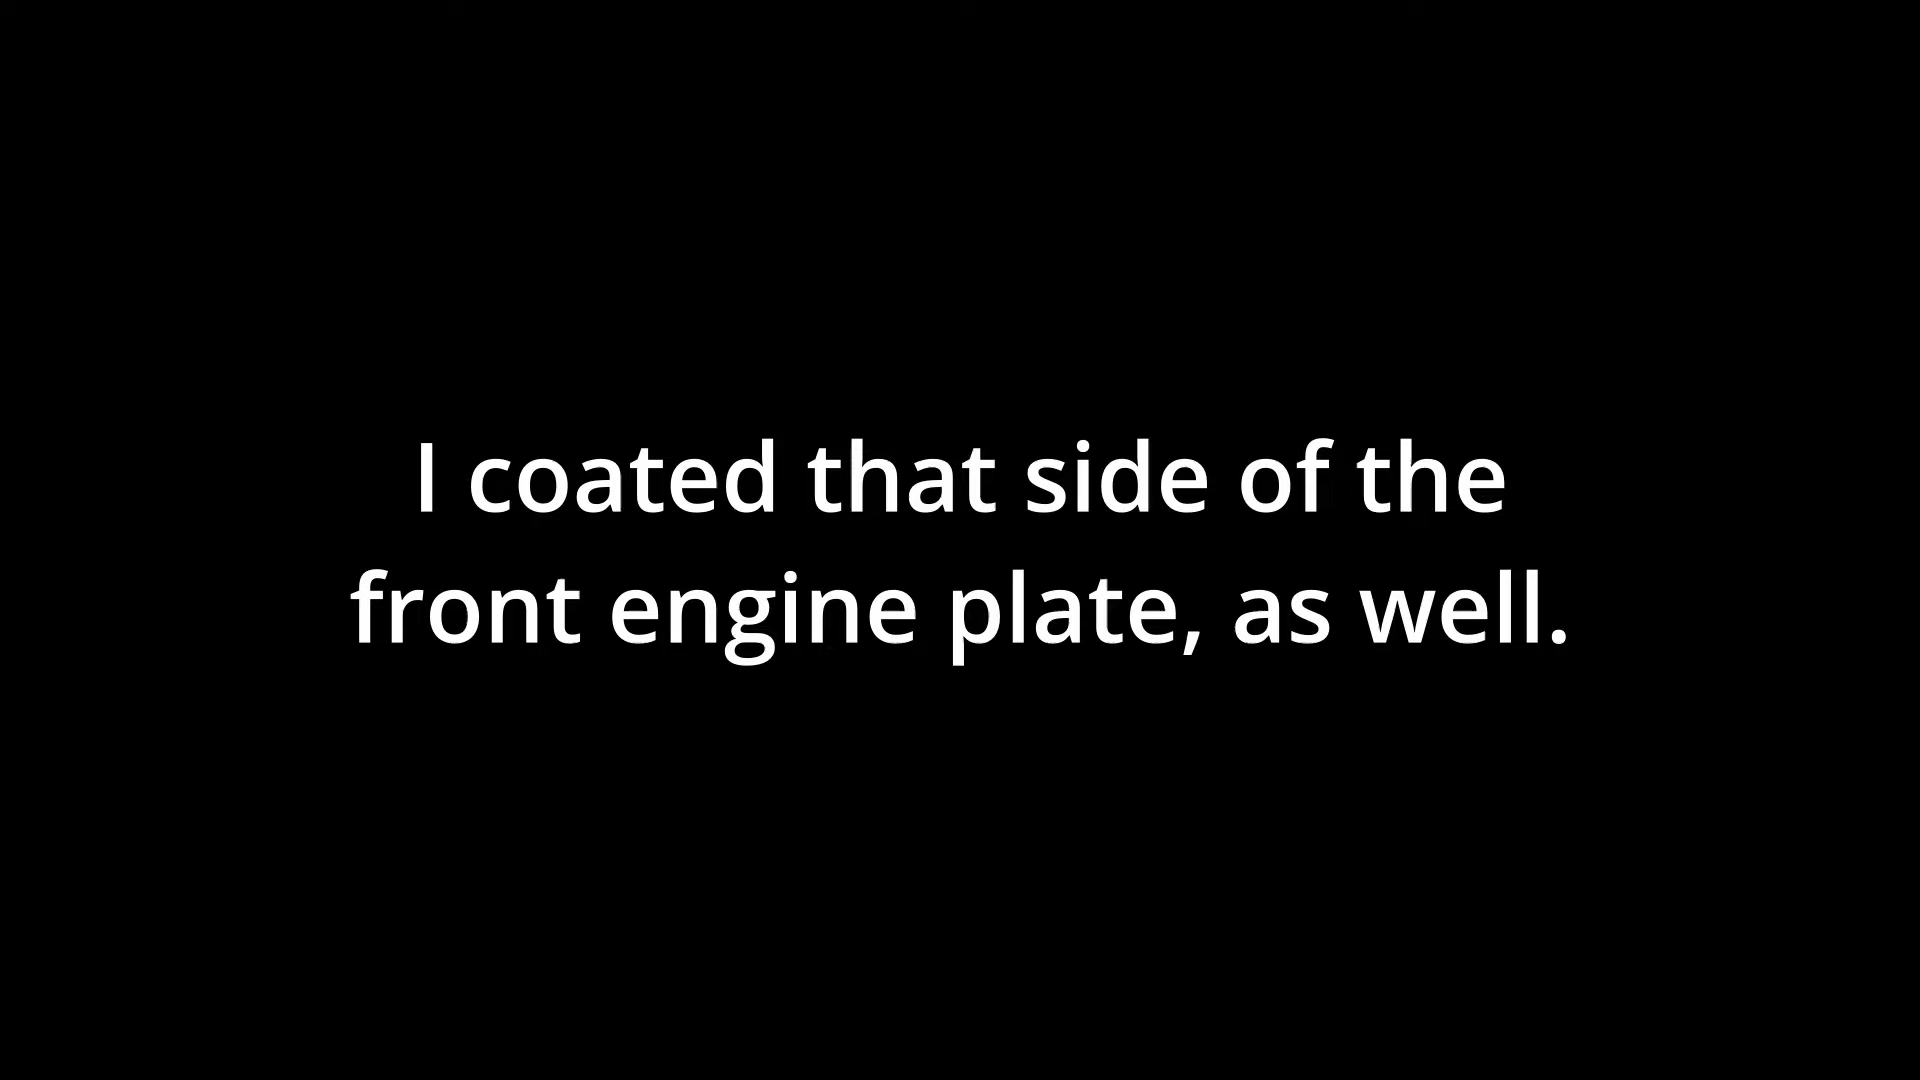 I coated that side of the
front engine plate, as well.